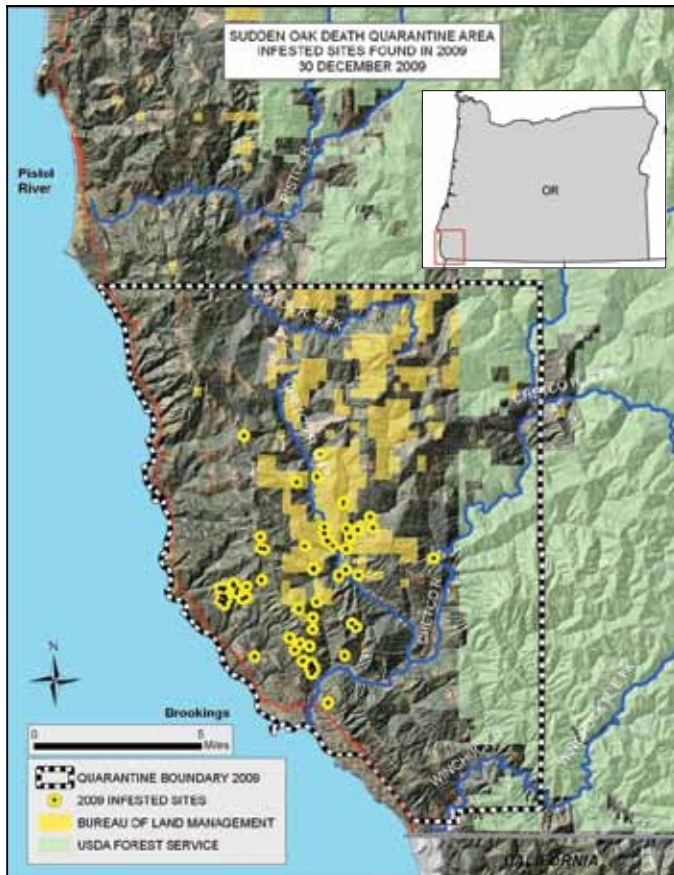 SUDDEN OAK DEATH QUARANTINE AREA
INFESTED SITES FOUND IN 2009
30 DECEMBER 2009
OR
Pistol
River
CHETCO R
Brookings
N
0 5
Miles
QUARANTINE BOUNDARY 2009
2009 INFESTED SITES
BUREAU OF LAND MANAGEMENT
USDA FOREST SERVICE
CALIFORNIA